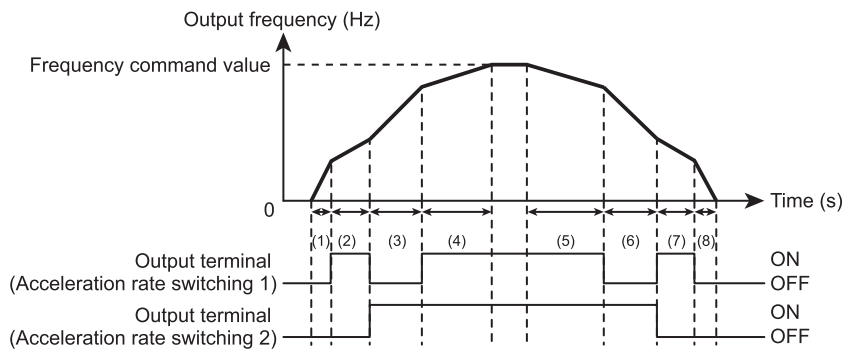 Output frequency (Hz)
Frequency command value
0
Time (s)
(1) (2) (3) (4) (5) (6) (7) (8)
Output terminal
(Acceleration rate switching 1)
ON
OFF
Output terminal
(Acceleration rate switching 2)
ON
OFF